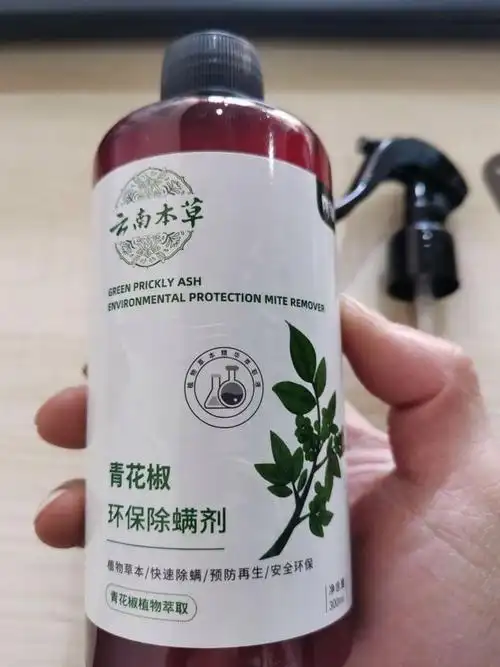 云南本草
GREEN PRICKLY ASH
ENVIRONMENTAL PROTECTION MITE REMOVER
青花椒
环保除螨剂
植物草本/快速除螨/预防再生/安全环保
青花椒植物萃取
净含量
300ml